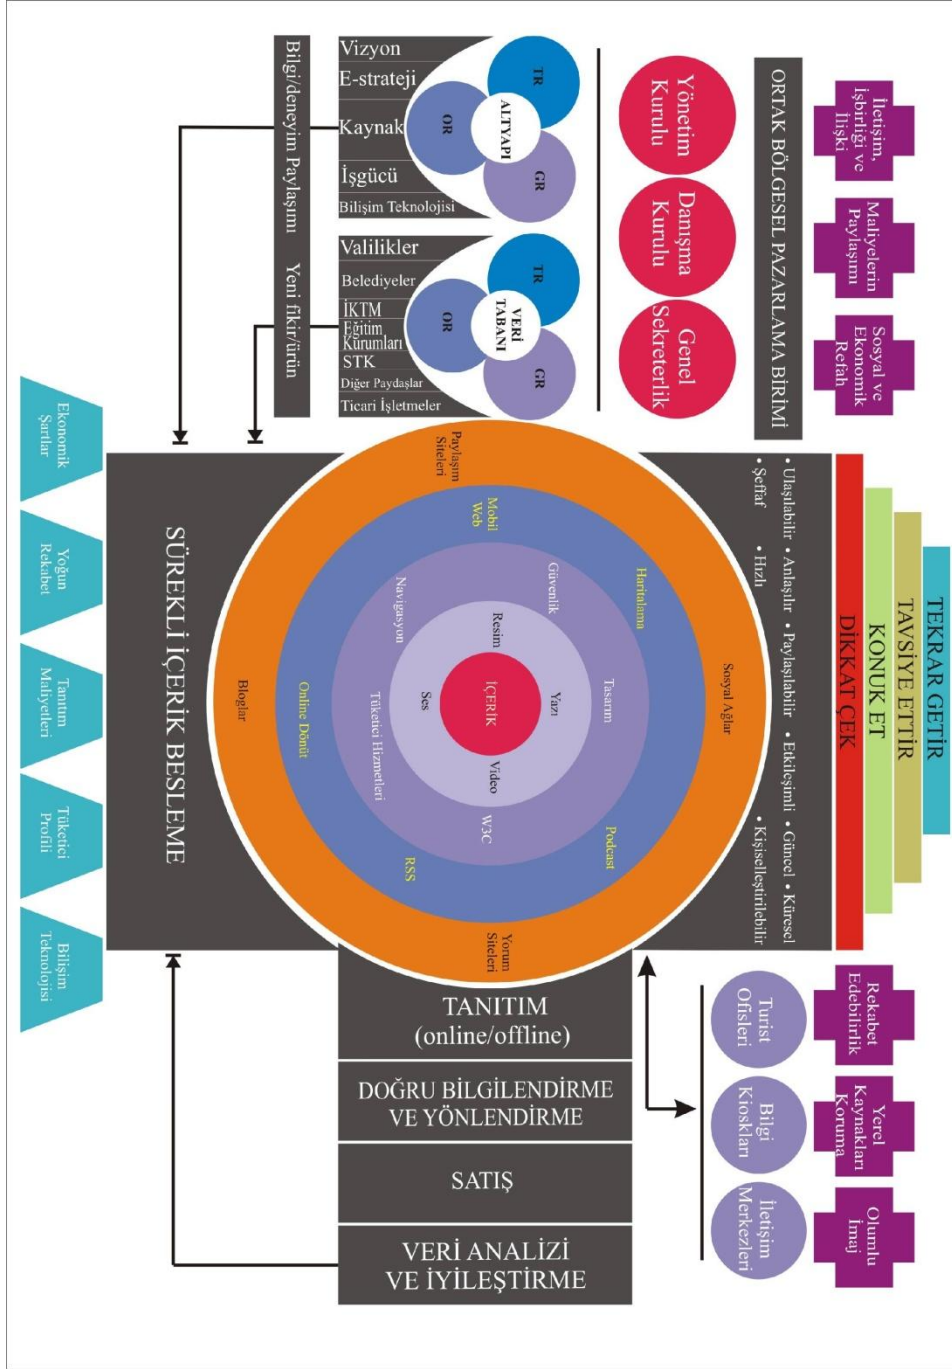 TEKRAR GETİR
TAVSİYE ETTİR
KONUK ET
DİKKAT ÇEK
İletişim,
İşbirliği ve
İlişki
Maliyelerin
Paylaşımı
Sosyal ve
Ekonomik
Refah
Rekabet
Edebilirlik
Yerel
Kaynakları
Koruma
Olumlu
İmaj
ORTAK BÖLGESEL PAZARLAMA BİRİMİ
• Ulaşılabilir • Anlaşılır • Paylaşılabilir • Etkileşimli • Güncel • Küresel
• Şeffaf • Hızlı • Kişiselleştirilebilir
Yönetim
Kurulu
Danışma
Kurulu
Genel
Sekreterlik
Turist
Ofisleri
Bilgi
Kioskları
İletişim
Merkezleri
TR
ALTYAPI
OR
GR
Vizyon
E-strateji
Kaynak
İşgücü
Bilişim Teknolojisi
TR
VERİ
TABANI
OR
GR
Valilikler
Belediyeler
İKTM
Eğitim
Kurumları
STK
Diğer Paydaşlar
Ticari İşletmeler
Bilgi/deneyim Paylaşımı Yeni fikir/ürün
Sosyal Ağlar
Paylaşım
Siteleri
Yorum
Siteleri
Bloglar
Haritalama
Podcast
Mobil
Web
RSS
Online Dönüt
Tasarım
Güvenlik
W3C
Navigasyon
Tüketici Hizmetleri
Yazı
Resim
Video
Ses
İÇERİK
TANITIM
(online/offline)
DOĞRU BİLGİLENDİRME
VE YÖNLENDİRME
SATIŞ
VERİ ANALİZİ
VE İYİLEŞTİRME
SÜREKLİ İÇERİK BESLEME
Ekonomik
Şartlar
Yoğun
Rekabet
Tanıtım
Maliyetleri
Tüketici
Profili
Bilişim
Teknolojisi